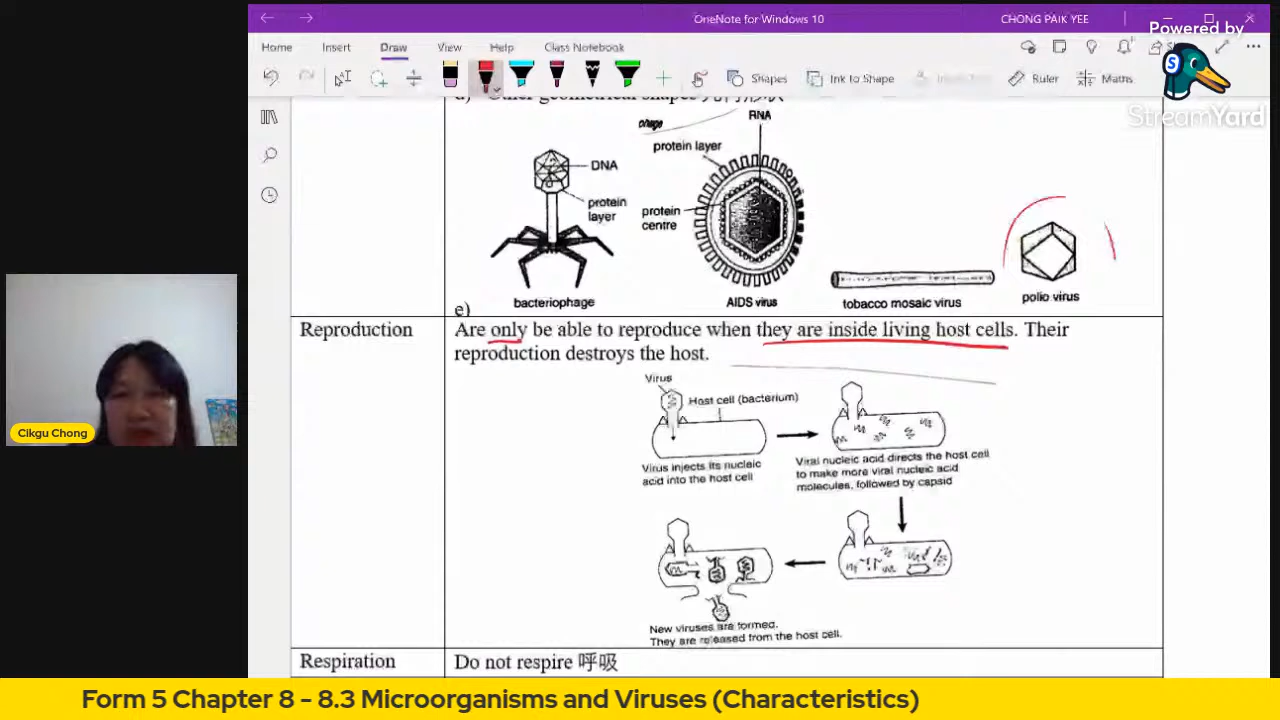 OneNote for Windows 10
CHONG PAIK YEE
Powered by
StreamYard
Home Insert Draw View Help Class Notebook
Shapes Ink to Shape Ruler Maths
RNA
protein layer
DNA
protein layer
protein centre
bacteriophage
AIDS virus
tobacco mosaic virus
polio virus
e)
Reproduction
Are only be able to reproduce when they are inside living host cells. Their
reproduction destroys the host.
Virus
Host cell (bacterium)
Virus injects its nucleic
acid into the host cell
Viral nucleic acid directs the host cell
to make more viral nucleic acid
molecules, followed by capsid
New viruses are formed.
They are released from the host cell.
Respiration
Do not respire 呼吸
Cikgu Chong
Form 5 Chapter 8 - 8.3 Microorganisms and Viruses (Characteristics)